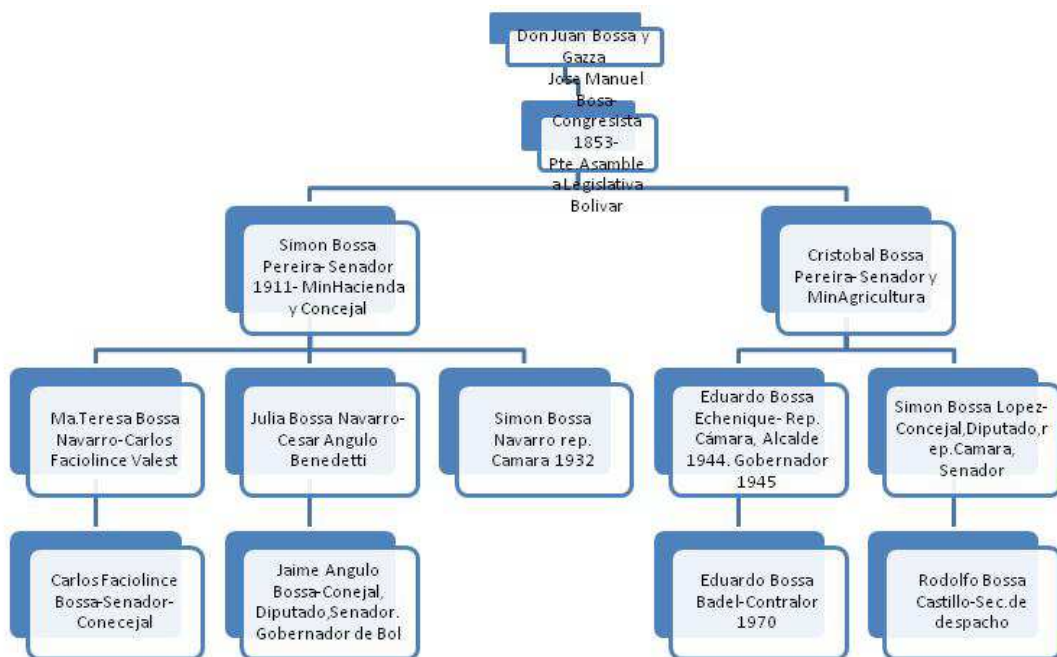 Don Juan Bossa y
Gazza
Jose Manuel
Bosa-
Congresista
1853-
Pte.Asamble
a Legislativa
Bolivar
Simon Bossa
Pereira- Senador
1911- MinHacienda
y Concejal
Cristobal Bossa
Pereira- Senador y
MinAgricultura
Ma.Teresa Bossa
Navarro-Carlos
Faciolince Valest
Julia Bossa Navarro-
Cesar Angulo
Benedetti
Simon Bossa
Navarro rep.
Camara 1932
Eduardo Bossa
Echenique- Rep.
Cámara, Alcalde
1944. Gobernador
1945
Simon Bossa Lopez-
Concejal,Diputado,r
ep.Camara,
Senador
Carlos Faciolince
Bossa-Senador-
Conecejal
Jaime Angulo
Bossa-Conejal,
Diputado,Senador.
Gobernador de Bol
Eduardo Bossa
Badel-Contralor
1970
Rodolfo Bossa
Castillo-Sec.de
despacho